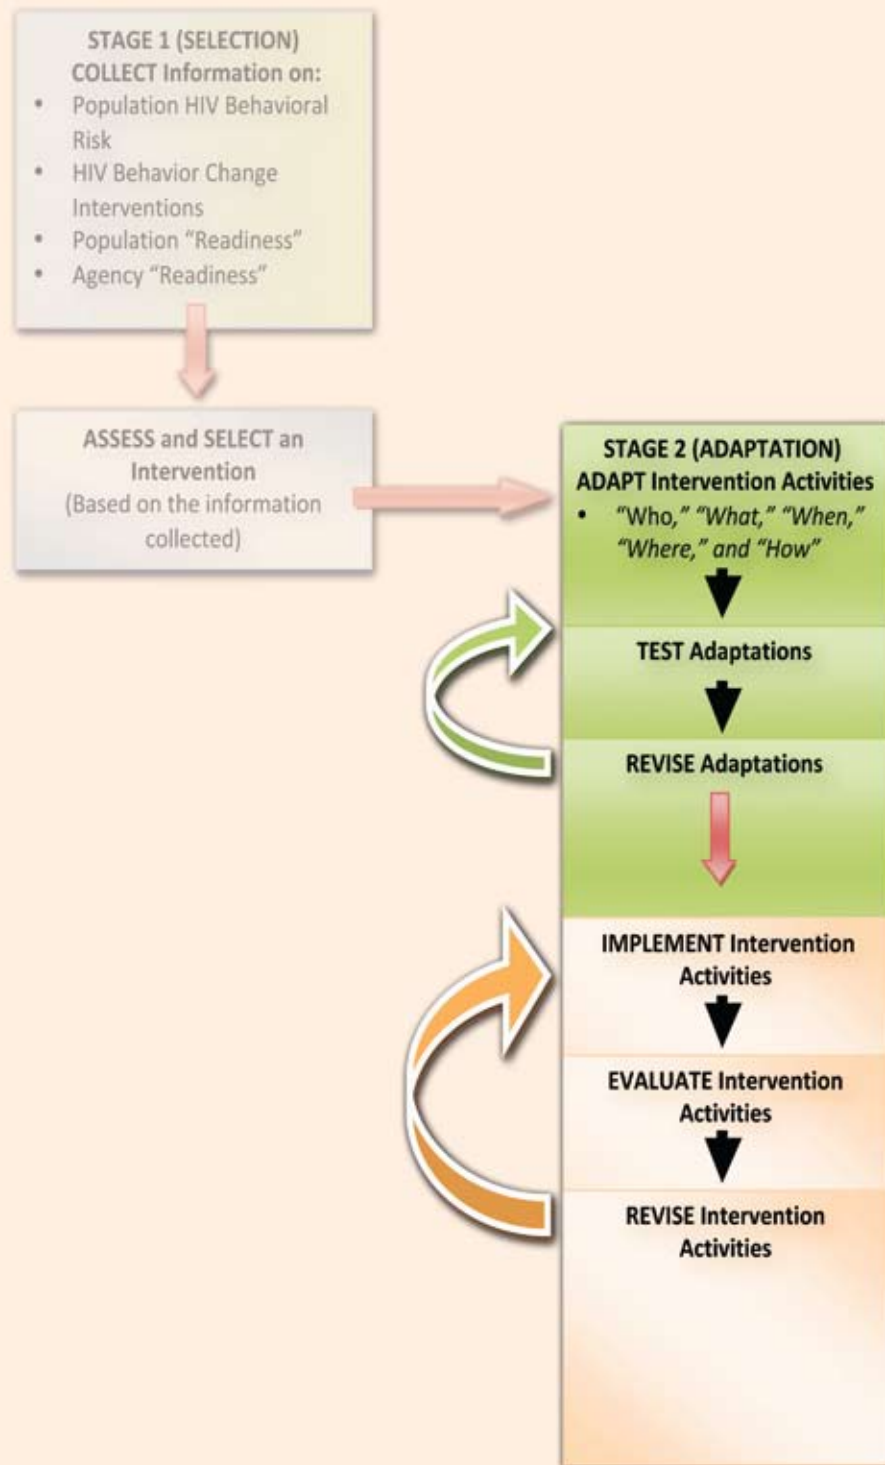 STAGE 1 (SELECTION)
COLLECT Information on:
• Population HIV Behavioral
Risk
• HIV Behavior Change
Interventions
• Population “Readiness”
• Agency “Readiness”
ASSESS and SELECT an
Intervention
(Based on the information
collected)
STAGE 2 (ADAPTATION)
ADAPT Intervention Activities
• “Who,” “What,” “When,”
“Where,” and “How”
TEST Adaptations
REVISE Adaptations
IMPLEMENT Intervention
Activities
EVALUATE Intervention
Activities
REVISE Intervention
Activities